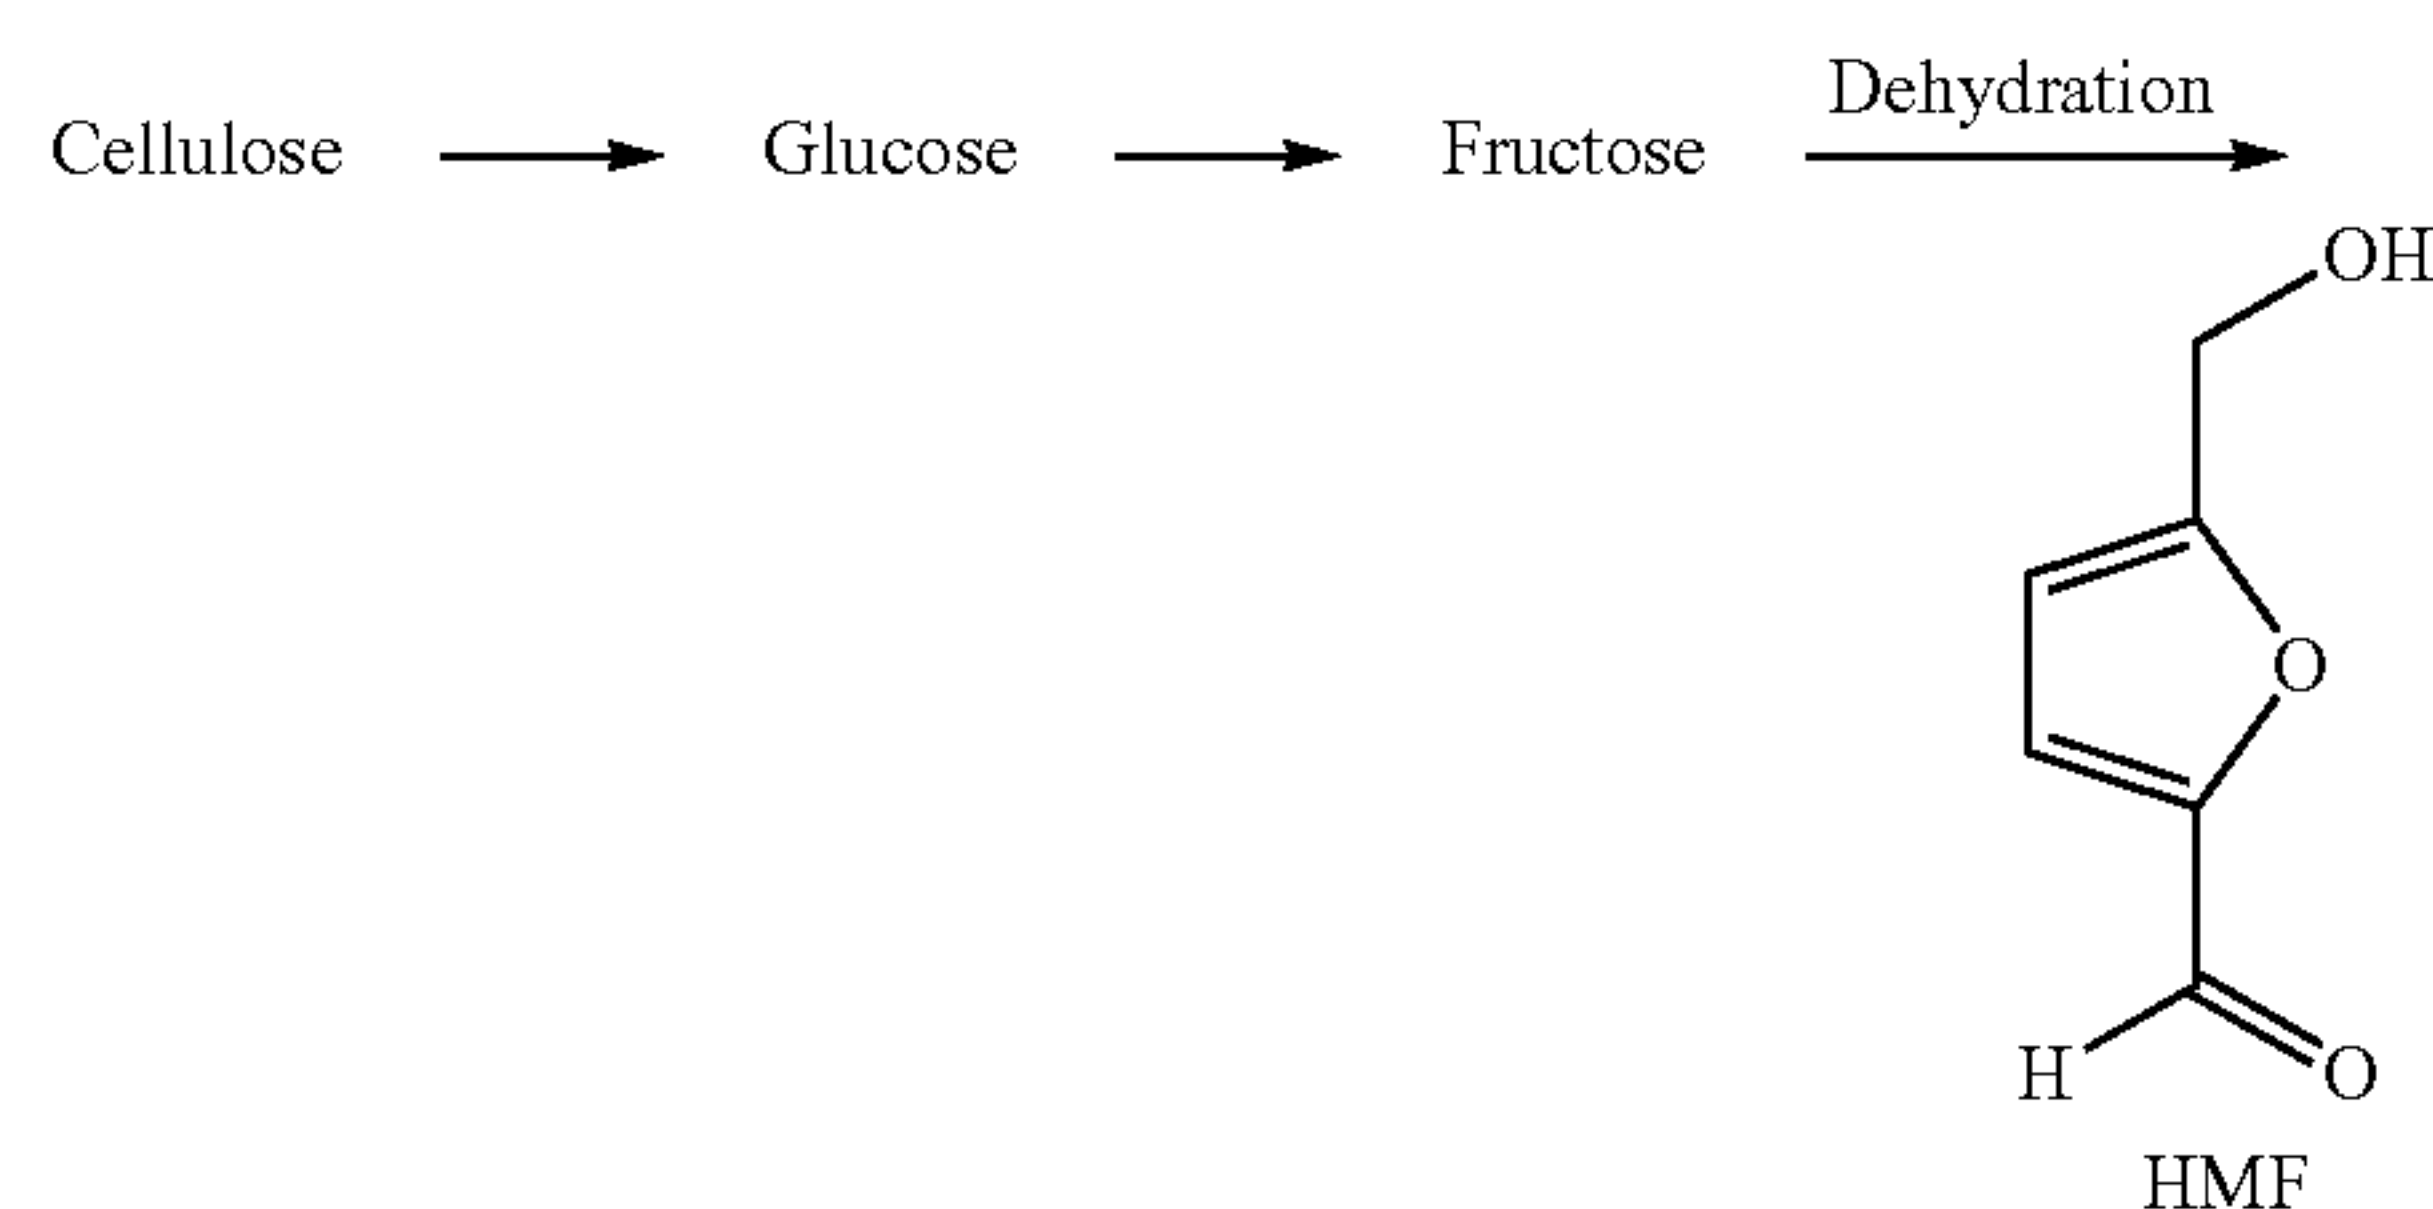 Dehydration
Cellulose Glucose Fructose
OH
O
H O
HMF